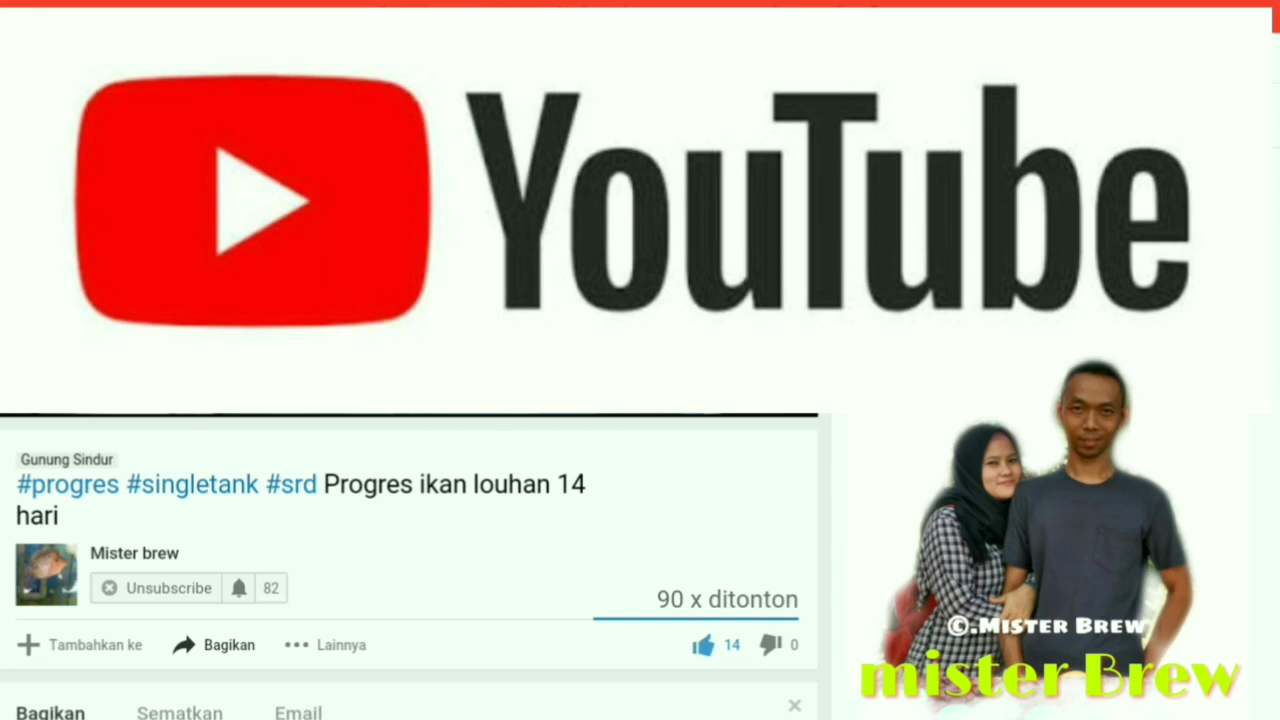 YouTube
Gunung Sindur
#progres #singletank #srd Progres ikan louhan 14
hari
Mister brew
Unsubscribe 82
90 x ditonton
Tambahkan ke Bagikan Lainnya 14 0
Bagikan Sematkan Email
©.Mister Brew
mister Brew